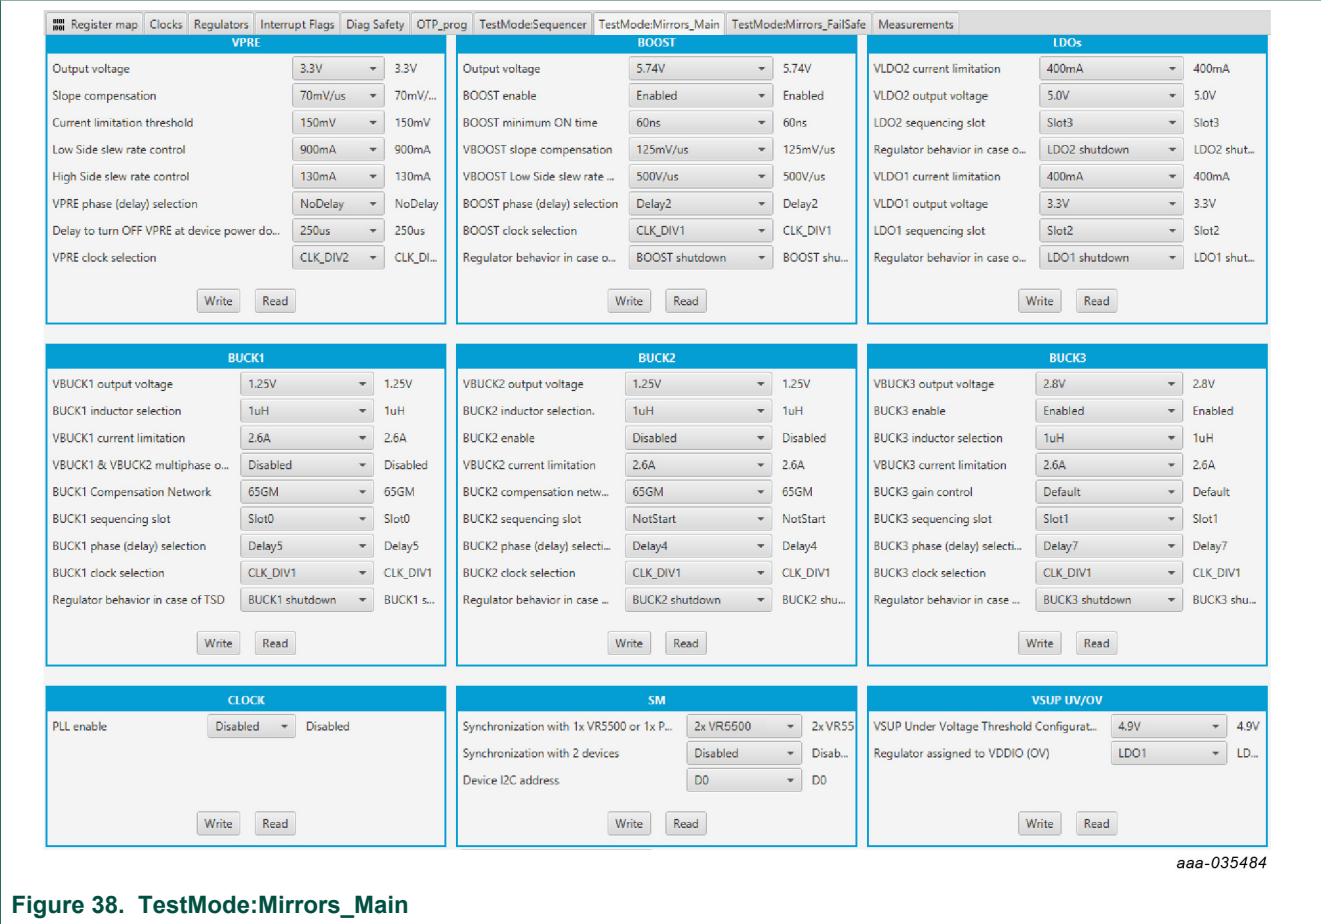 Register map Clocks Regulators Interrupt Flags Diag Safety OTP_prog TestMode:Sequencer TestMode:Mirrors_Main TestMode:Mirrors_FailSafe Measurements
VPRE
Output voltage 3.3V 3.3V
Slope compensation 70mV/us 70mV/...
Current limitation threshold 150mV 150mV
Low Side slew rate control 900mA 900mA
High Side slew rate control 130mA 130mA
VPRE phase (delay) selection NoDelay NoDelay
Delay to turn OFF VPRE at device power do... 250us 250us
VPRE clock selection CLK_DIV2 CLK_DI...
Write Read
BOOST
Output voltage 5.74V 5.74V
BOOST enable Enabled Enabled
BOOST minimum ON time 60ns 60ns
VBOOST slope compensation 125mV/us 125mV/us
VBOOST Low Side slew rate ... 500V/us 500V/us
BOOST phase (delay) selection Delay2 Delay2
BOOST clock selection CLK_DIV1 CLK_DIV1
Regulator behavior in case o... BOOST shutdown BOOST shu...
Write Read
LDOs
VLDO2 current limitation 400mA 400mA
VLDO2 output voltage 5.0V 5.0V
LDO2 sequencing slot Slot3 Slot3
Regulator behavior in case o... LDO2 shutdown LDO2 shut...
VLDO1 current limitation 400mA 400mA
VLDO1 output voltage 3.3V 3.3V
LDO1 sequencing slot Slot2 Slot2
Regulator behavior in case o... LDO1 shutdown LDO1 shut...
Write Read
BUCK1
VBUCK1 output voltage 1.25V 1.25V
BUCK1 inductor selection 1uH 1uH
VBUCK1 current limitation 2.6A 2.6A
VBUCK1 & VBUCK2 multiphase o... Disabled Disabled
BUCK1 Compensation Network 65GM 65GM
BUCK1 sequencing slot Slot0 Slot0
BUCK1 phase (delay) selection Delay5 Delay5
BUCK1 clock selection CLK_DIV1 CLK_DIV1
Regulator behavior in case of TSD BUCK1 shutdown BUCK1 s...
Write Read
BUCK2
VBUCK2 output voltage 1.25V 1.25V
BUCK2 inductor selection. 1uH 1uH
BUCK2 enable Disabled Disabled
VBUCK2 current limitation 2.6A 2.6A
BUCK2 compensation netw... 65GM 65GM
BUCK2 sequencing slot NotStart NotStart
BUCK2 phase (delay) selecti... Delay4 Delay4
BUCK2 clock selection CLK_DIV1 CLK_DIV1
Regulator behavior in case ... BUCK2 shutdown BUCK2 shu...
Write Read
BUCK3
VBUCK3 output voltage 2.8V 2.8V
BUCK3 enable Enabled Enabled
BUCK3 inductor selection 1uH 1uH
VBUCK3 current limitation 2.6A 2.6A
BUCK3 gain control Default Default
BUCK3 sequencing slot Slot1 Slot1
BUCK3 phase (delay) selecti... Delay7 Delay7
BUCK3 clock selection CLK_DIV1 CLK_DIV1
Regulator behavior in case ... BUCK3 shutdown BUCK3 shu...
Write Read
CLOCK
PLL enable Disabled Disabled
Write Read
SM
Synchronization with 1x VR5500 or 1x P... 2x VR5500 2x VR55
Synchronization with 2 devices Disabled Disab...
Device I2C address D0 D0
Write Read
VSUP UV/OV
VSUP Under Voltage Threshold Configurat... 4.9V 4.9V
Regulator assigned to VDDIO (OV) LDO1 LD...
Write Read
aaa-035484
Figure 38. TestMode:Mirrors_Main